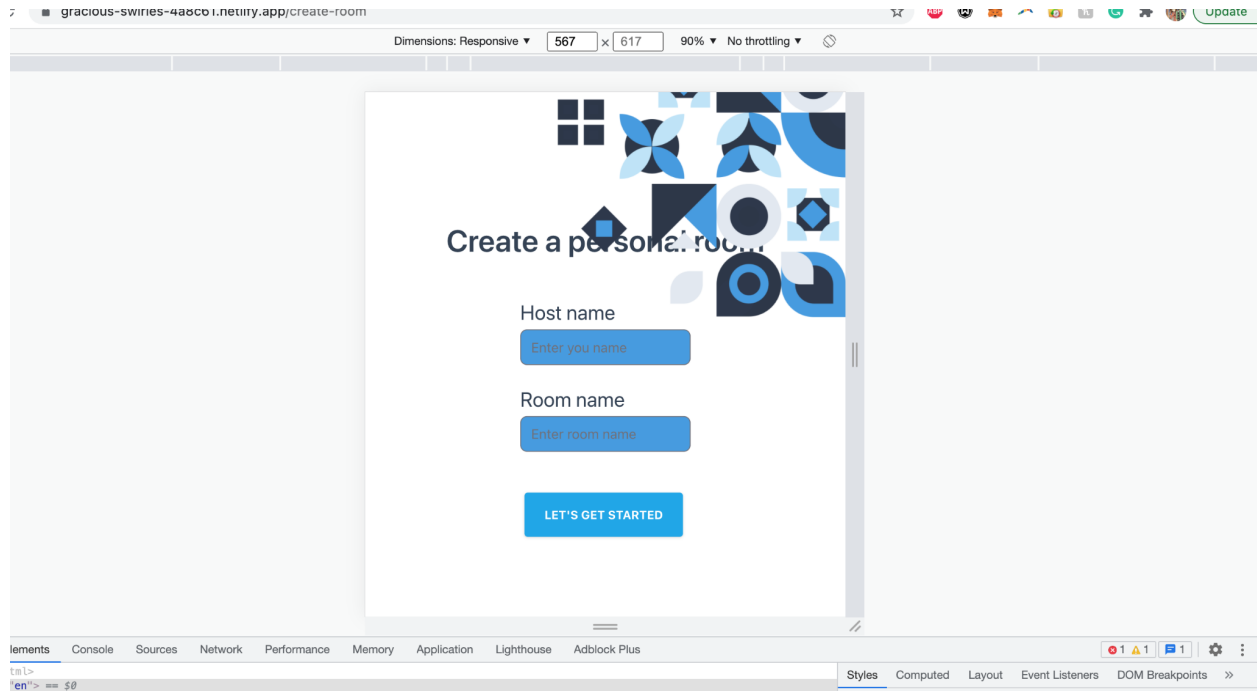 gracious-swirles-4a8c61.netlify.app/create-room
ABP
Update
Dimensions: Responsive ▼ 567 × 617 90% ▼ No throttling ▼
Create a personal room
Host name
Enter you name
Room name
Enter room name
LET'S GET STARTED
lements Console Sources Network Performance Memory Application Lighthouse Adblock Plus 1 1 1
tml>
"en"> == $0
Styles Computed Layout Event Listeners DOM Breakpoints »